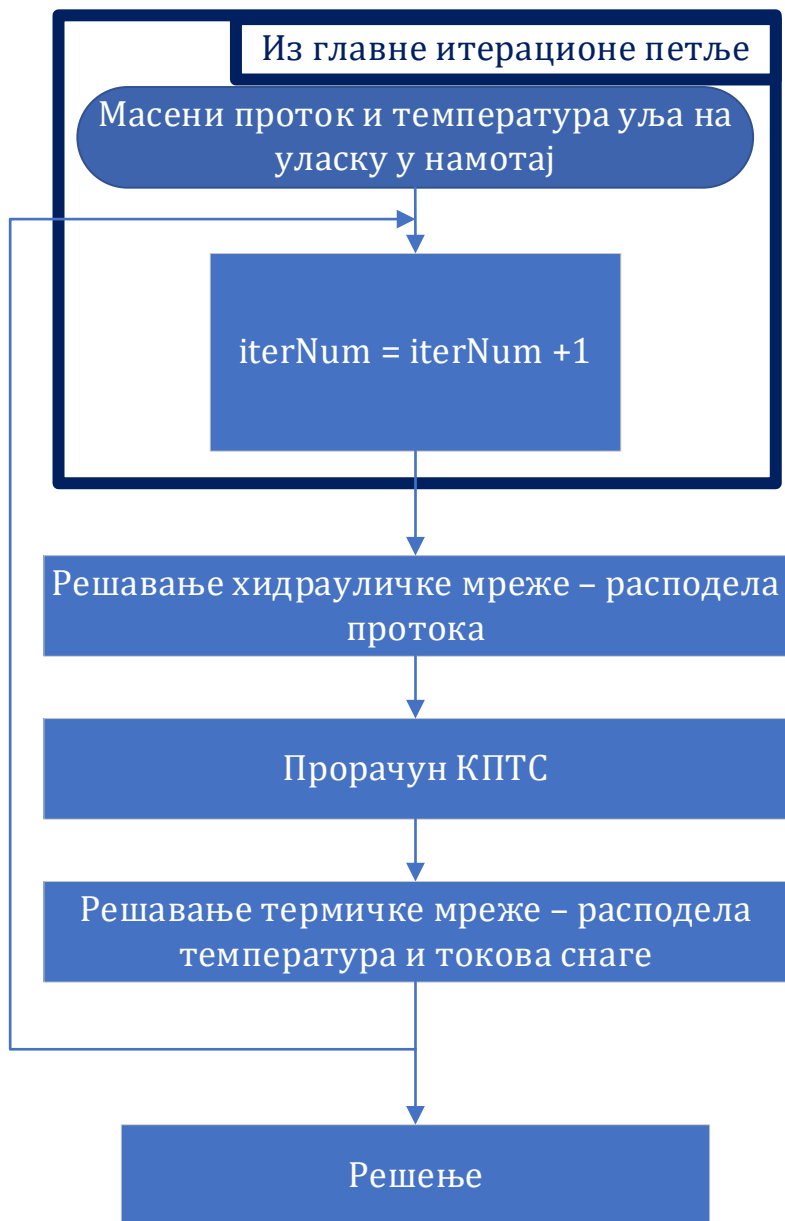 Из главне итерационе петље
Масени проток и температура уља на
уласку у намотај
iterNum = iterNum +1
Решавање хидрауличке мреже – расподела
протока
Прорачун КПТС
Решавање термичке мреже – расподела
температура и токова снаге
Решење